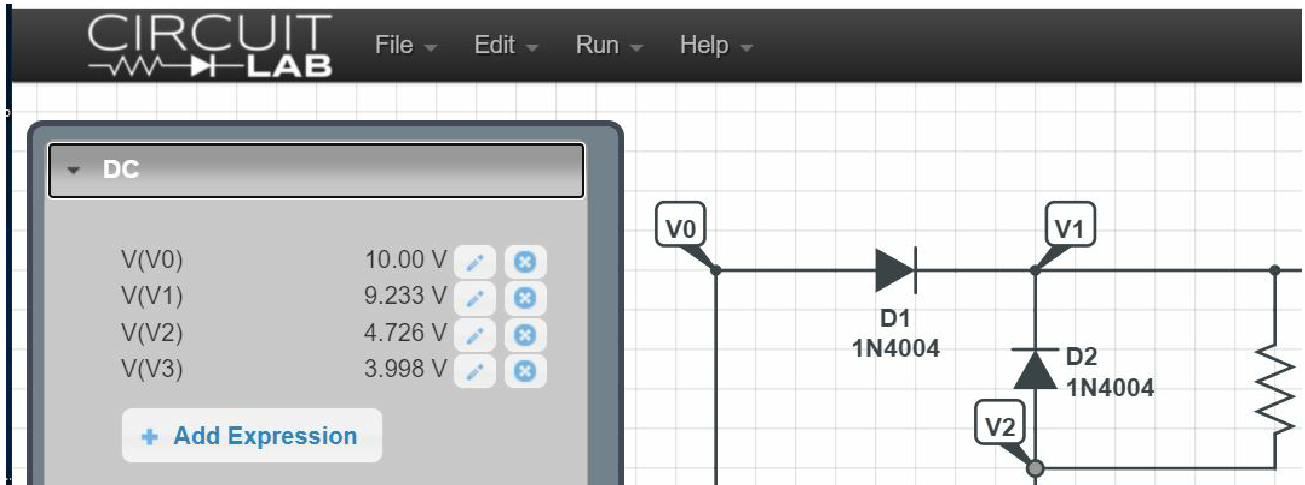 CIRCUIT
LAB
File Edit Run Help
DC
V(V0) 10.00 V
V(V1) 9.233 V
V(V2) 4.726 V
V(V3) 3.998 V
Add Expression
V0
V1
D1
1N4004
D2
1N4004
V2